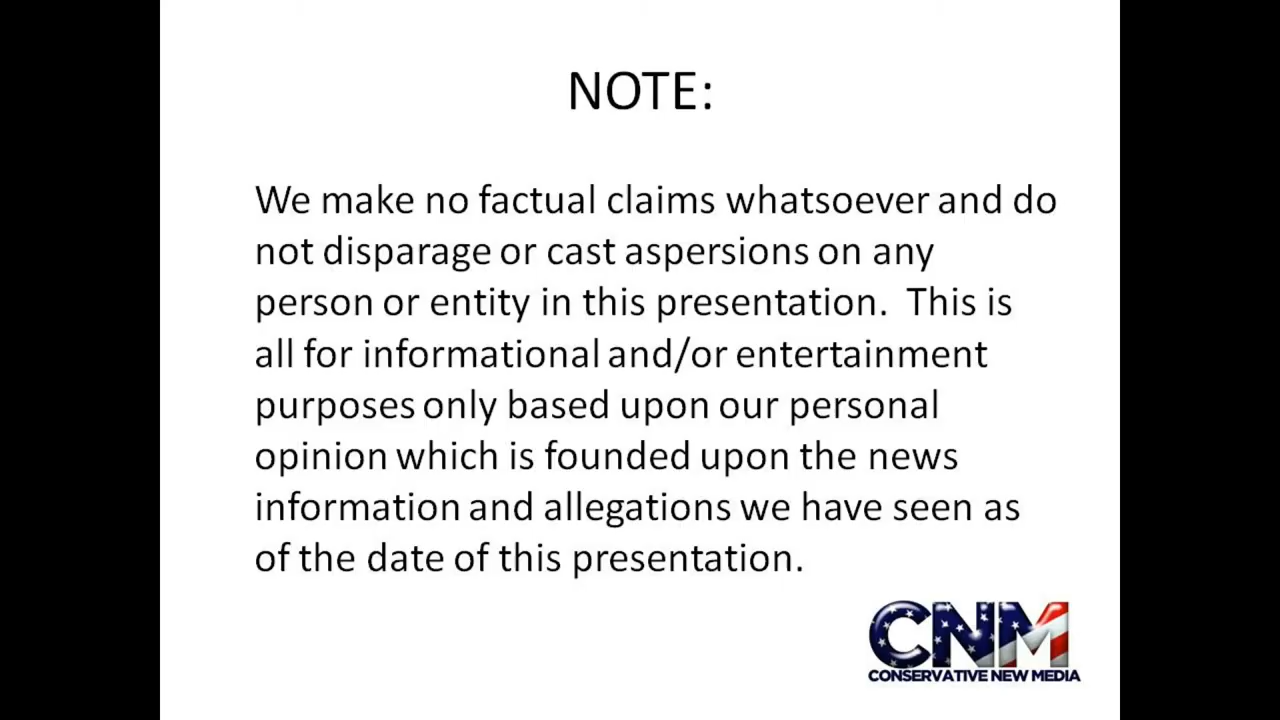 NOTE:
We make no factual claims whatsoever and do
not disparage or cast aspersions on any
person or entity in this presentation.  This is
all for informational and/or entertainment
purposes only based upon our personal
opinion which is founded upon the news
information and allegations we have seen as
of the date of this presentation.
CNM
CONSERVATIVE NEW MEDIA